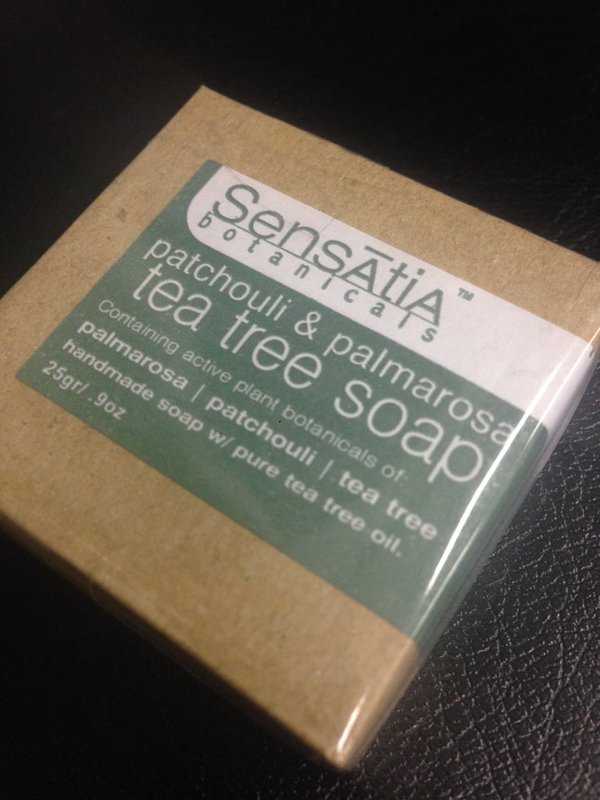 SensĀtiA ™
botanicals
patchouli & palmarosa
tea tree soap
Containing active plant botanicals of:
palmarosa | patchouli | tea tree
handmade soap w/ pure tea tree oil.
25gr/ .9oz